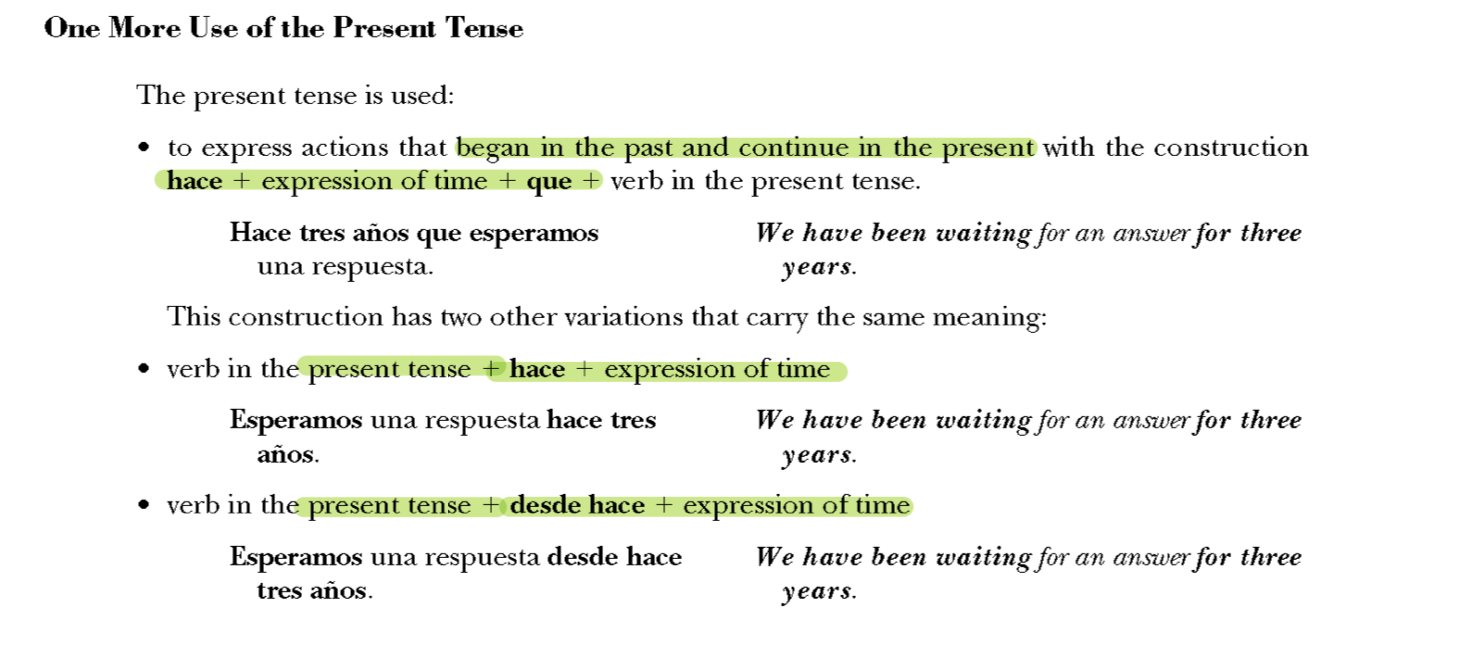 One More Use of the Present Tense
The present tense is used:
• to express actions that began in the past and continue in the present with the construction
hace + expression of time + que + verb in the present tense.
Hace tres años que esperamos We have been waiting for an answer for three
una respuesta. years.
This construction has two other variations that carry the same meaning:
• verb in the present tense + hace + expression of time
Esperamos una respuesta hace tres We have been waiting for an answer for three
años. years.
• verb in the present tense + desde hace + expression of time
Esperamos una respuesta desde hace We have been waiting for an answer for three
tres años. years.